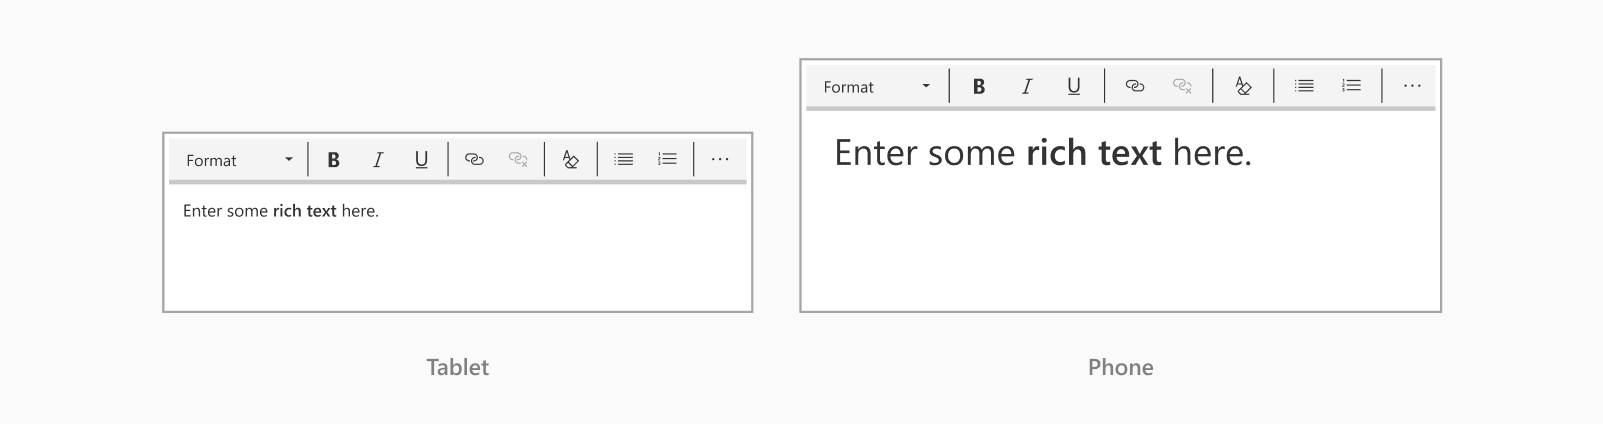 Format B I U ...
Enter some rich text here.
Tablet
Format B I U ...
Enter some rich text here.
Phone